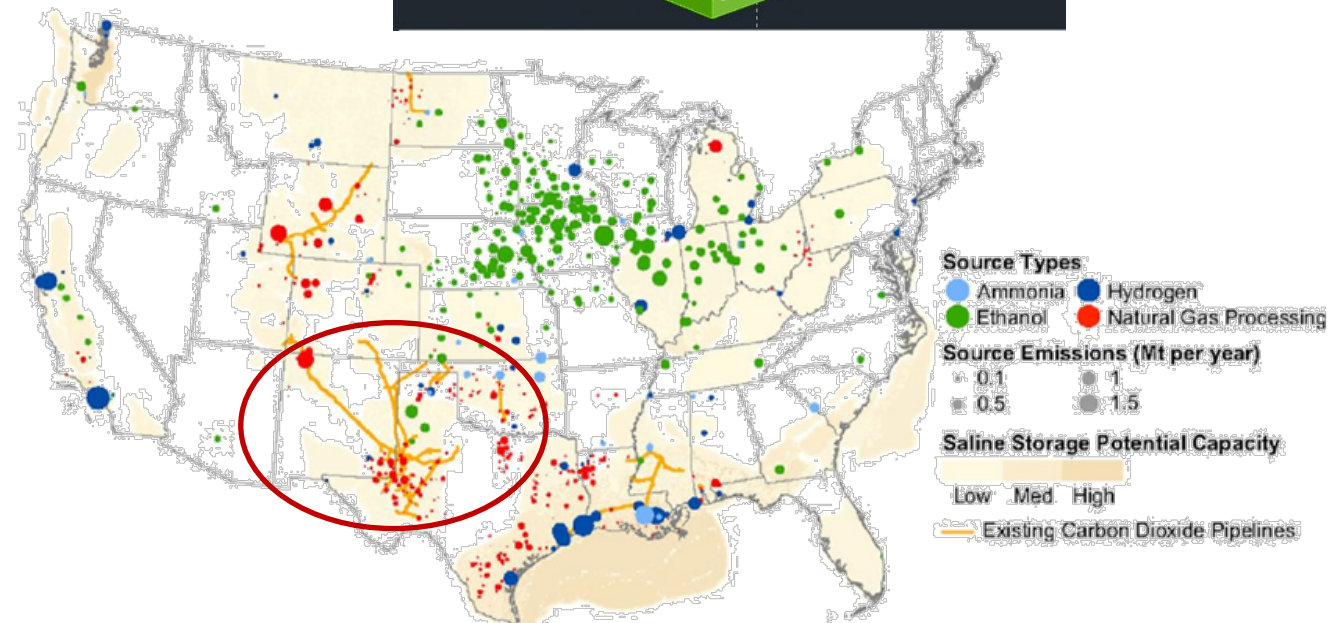 Source Types
Ammonia Hydrogen
Ethanol Natural Gas Processing
Source Emissions (Mt per year)
0.1 1
0.5 1.5
Saline Storage Potential Capacity
Low Med High
Existing Carbon Dioxide Pipelines